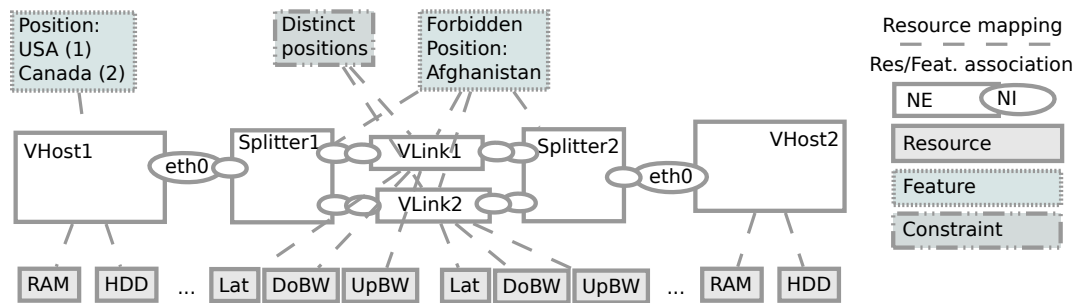 Position:
USA (1)
Canada (2)
Distinct
positions
Forbidden
Position:
Afghanistan
Resource mapping
Res/Feat. association
NE
NI
Resource
Feature
Constraint
VHost1
eth0
Splitter1
VLink1
VLink2
Splitter2
eth0
VHost2
RAM
HDD
...
Lat
DoBW
UpBW
Lat
DoBW
UpBW
...
RAM
HDD